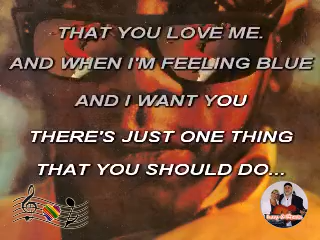 THAT YOU LOVE ME.
AND WHEN I'M FEELING BLUE
AND I WANT YOU
THERE'S JUST ONE THING
THAT YOU SHOULD DO...